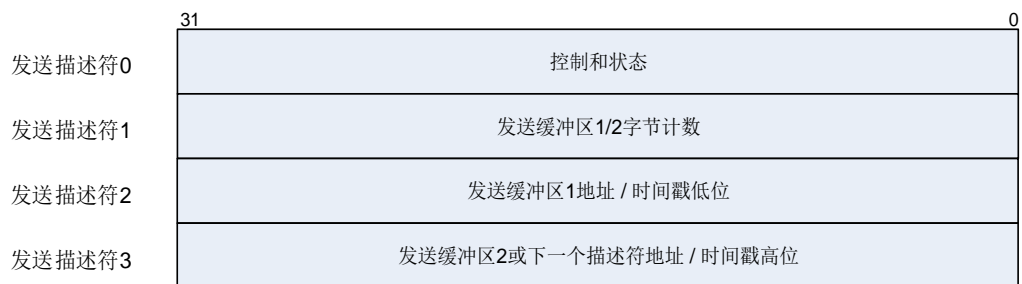 31 0
发送描述符0 控制和状态
发送描述符1 发送缓冲区1/2字节计数
发送描述符2 发送缓冲区1地址 / 时间戳低位
发送描述符3 发送缓冲区2或下一个描述符地址 / 时间戳高位